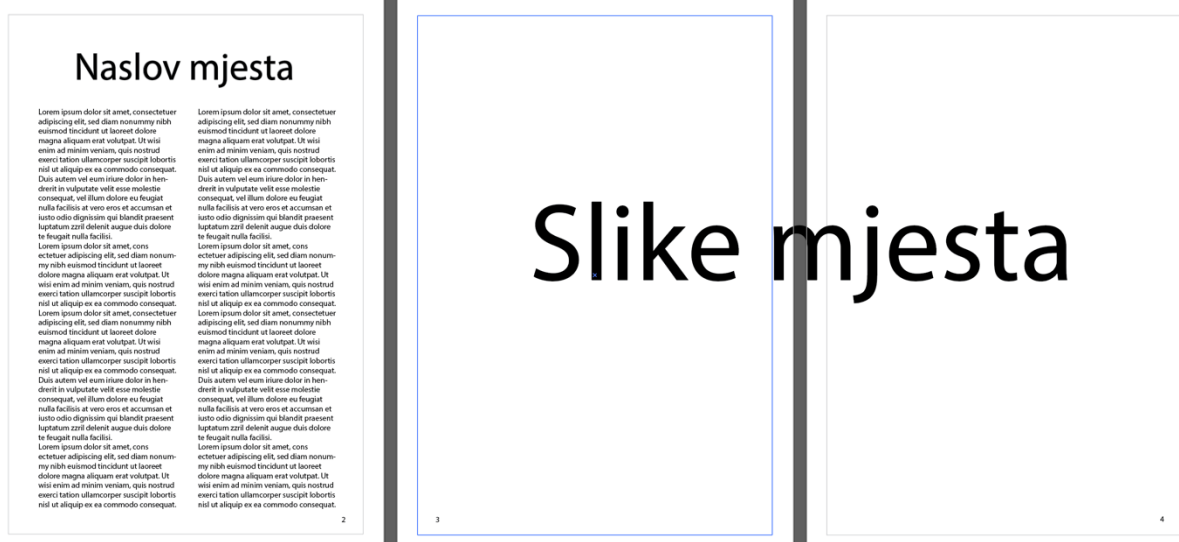 Naslov mjesta
Lorem ipsum dolor sit amet, consectetuer
adipiscing elit, sed diam nonummy nibh
euismod tincidunt ut laoreet dolore
magna aliquam erat volutpat. Ut wisi
enim ad minim veniam, quis nostrud
exerci tation ullamcorper suscipit lobortis
nisl ut aliquip ex ea commodo consequat.
Duis autem vel eum iriure dolor in hen-
drerit in vulputate velit esse molestie
consequat, vel illum dolore eu feugiat
nulla facilisis at vero eros et accumsan et
iusto odio dignissim qui blandit praesent
luptatum zzril delenit augue duis dolore
te feugait nulla facilisi.
Lorem ipsum dolor sit amet, cons
ectetuer adipiscing elit, sed diam nonum-
my nibh euismod tincidunt ut laoreet
dolore magna aliquam erat volutpat. Ut
wisi enim ad minim veniam, quis nostrud
exerci tation ullamcorper suscipit lobortis
nisl ut aliquip ex ea commodo consequat.
Lorem ipsum dolor sit amet, consectetuer
adipiscing elit, sed diam nonummy nibh
euismod tincidunt ut laoreet dolore
magna aliquam erat volutpat. Ut wisi
enim ad minim veniam, quis nostrud
exerci tation ullamcorper suscipit lobortis
nisl ut aliquip ex ea commodo consequat.
Duis autem vel eum iriure dolor in hen-
drerit in vulputate velit esse molestie
consequat, vel illum dolore eu feugiat
nulla facilisis at vero eros et accumsan et
iusto odio dignissim qui blandit praesent
luptatum zzril delenit augue duis dolore
te feugait nulla facilisi.
Lorem ipsum dolor sit amet, cons
ectetuer adipiscing elit, sed diam nonum-
my nibh euismod tincidunt ut laoreet
dolore magna aliquam erat volutpat. Ut
wisi enim ad minim veniam, quis nostrud
exerci tation ullamcorper suscipit lobortis
nisl ut aliquip ex ea commodo consequat.
Lorem ipsum dolor sit amet, consectetuer
adipiscing elit, sed diam nonummy nibh
euismod tincidunt ut laoreet dolore
magna aliquam erat volutpat. Ut wisi
enim ad minim veniam, quis nostrud
exerci tation ullamcorper suscipit lobortis
nisl ut aliquip ex ea commodo consequat.
Duis autem vel eum iriure dolor in hen-
drerit in vulputate velit esse molestie
consequat, vel illum dolore eu feugiat
nulla facilisis at vero eros et accumsan et
iusto odio dignissim qui blandit praesent
luptatum zzril delenit augue duis dolore
te feugait nulla facilisi.
Lorem ipsum dolor sit amet, cons
ectetuer adipiscing elit, sed diam nonum-
my nibh euismod tincidunt ut laoreet
dolore magna aliquam erat volutpat. Ut
wisi enim ad minim veniam, quis nostrud
exerci tation ullamcorper suscipit lobortis
nisl ut aliquip ex ea commodo consequat.
Lorem ipsum dolor sit amet, consectetuer
adipiscing elit, sed diam nonummy nibh
euismod tincidunt ut laoreet dolore
magna aliquam erat volutpat. Ut wisi
enim ad minim veniam, quis nostrud
exerci tation ullamcorper suscipit lobortis
nisl ut aliquip ex ea commodo consequat.
Duis autem vel eum iriure dolor in hen-
drerit in vulputate velit esse molestie
consequat, vel illum dolore eu feugiat
nulla facilisis at vero eros et accumsan et
iusto odio dignissim qui blandit praesent
luptatum zzril delenit augue duis dolore
te feugait nulla facilisi.
Lorem ipsum dolor sit amet, cons
ectetuer adipiscing elit, sed diam nonum-
my nibh euismod tincidunt ut laoreet
dolore magna aliquam erat volutpat. Ut
wisi enim ad minim veniam, quis nostrud
exerci tation ullamcorper suscipit lobortis
nisl ut aliquip ex ea commodo consequat.
2
Slike mjesta
3
4